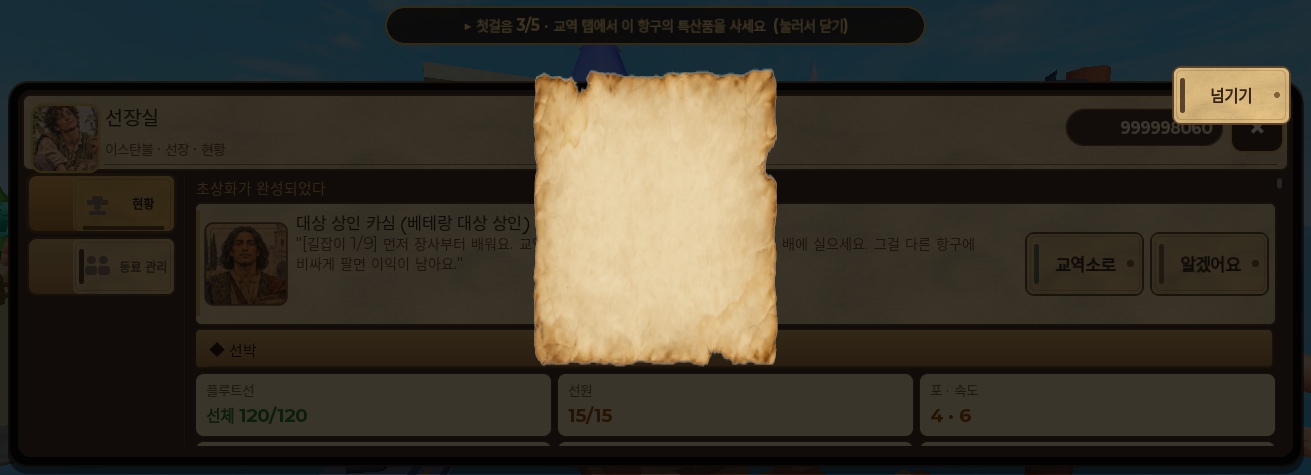 ▸ 첫걸음 3/5 · 교역 탭에서 이 항구의 특산품을 사세요 (눌러서 닫기)
넘기기
선장실
999998060
이스탄불 · 선장 · 현황
현황
동료 관리
초상화가 완성되었다
대상 상인 카심 (베테랑 대상 상인)
"[길잡이 1/9] 먼저 장사부터 배워요. 배에 실으세요. 그걸 다른 항구에
비싸게 팔면 이익이 남아요."
교역소로
알겠어요
◆ 선박
플루트선
선체 120/120
선원
15/15
포 · 속도
4 · 6